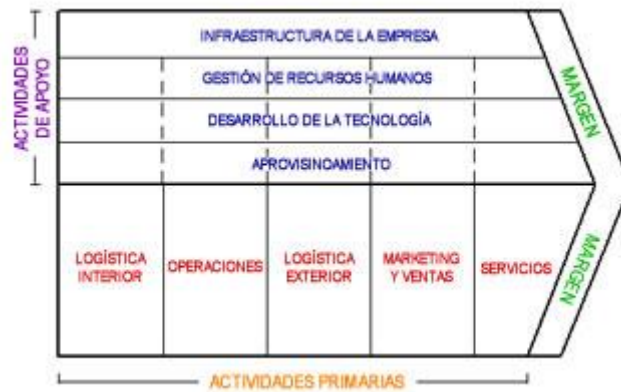 ACTIVIDADES
DE APOYO
INFRAESTRUCTURA DE LA EMPRESA
GESTIÓN DE RECURSOS HUMANOS
DESARROLLO DE LA TECNOLOGÍA
APROVISINOAMIENTO
MARGEN
LOGÍSTICA
INTERIOR
OPERACIONES
LOGÍSTICA
EXTERIOR
MARKETING
Y VENTAS
SERVICIOS
MARGEN
ACTIVIDADES PRIMARIAS